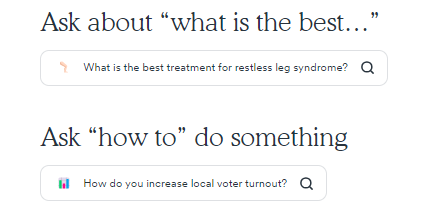 Ask about “what is the best…”
What is the best treatment for restless leg syndrome?
Ask “how to” do something
How do you increase local voter turnout?